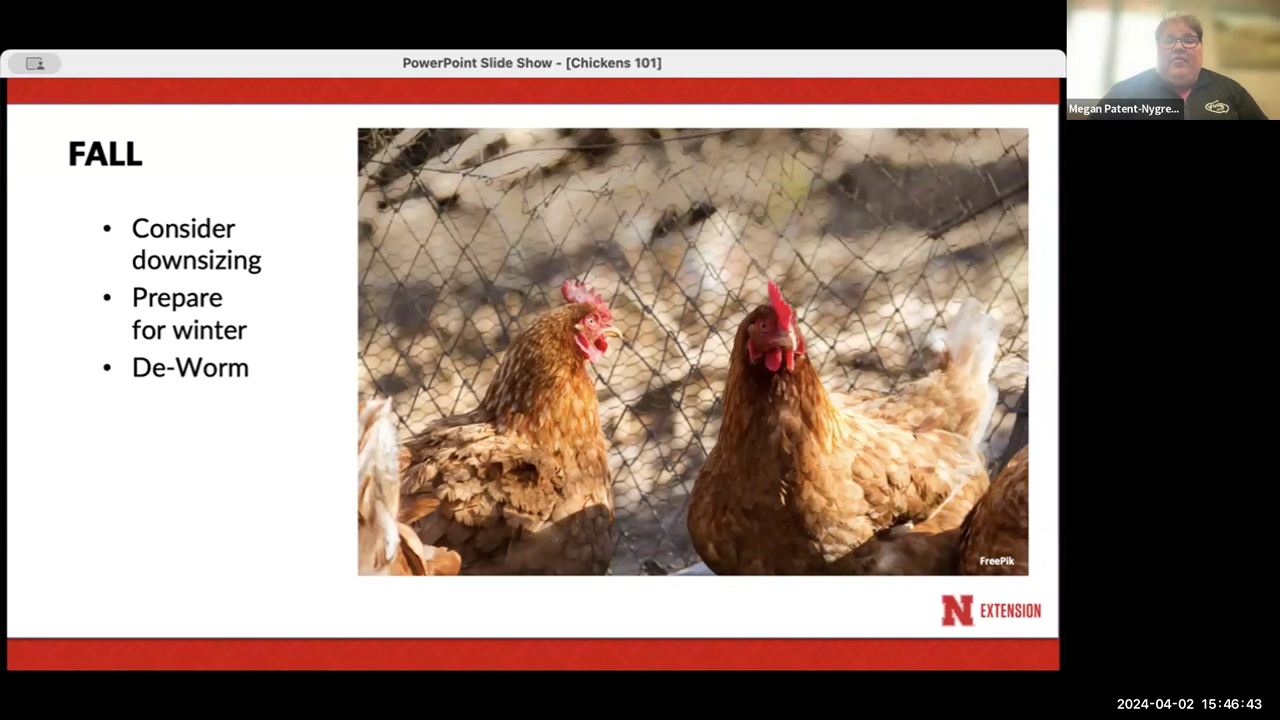 PowerPoint Slide Show - [Chickens 101]
Megan Patent-Nygre...
FALL
• Consider
downsizing
• Prepare
for winter
• De-Worm
FreePik
N EXTENSION
2024-04-02 15:46:43